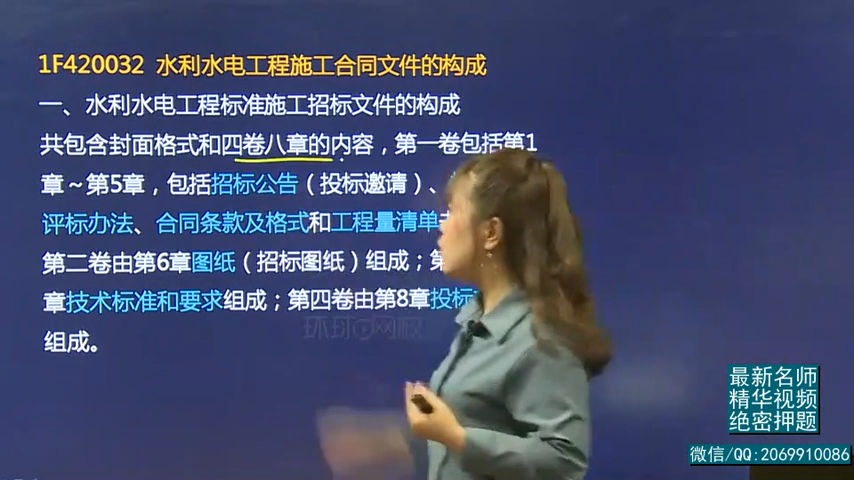 1F420032 水利水电工程施工合同文件的构成
一、水利水电工程标准施工招标文件的构成
共包含封面格式和四卷八章的内容，第一卷包括第1
章～第5章，包括招标公告（投标邀请）、
评标办法、合同条款及格式和工程量清单
第二卷由第6章图纸（招标图纸）组成；第
章技术标准和要求组成；第四卷由第8章投标
组成。
环球网校
最新名师
精华视频
绝密押题
微信/QQ:2069910086